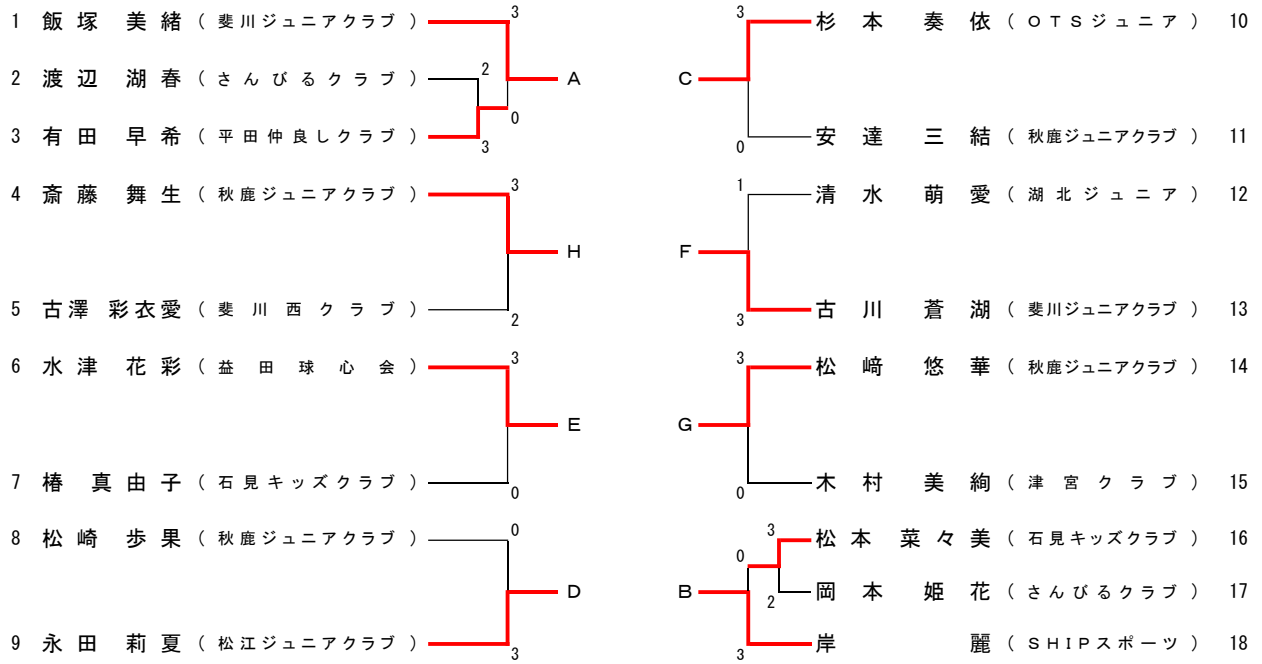 3 3
1 飯塚 美緒 (斐川ジュニアクラブ) 杉本 奏依 (OTSジュニア) 10
2
2 渡辺 湖春 (さんびるクラブ) A C
0
3 有田 早希 (平田仲良しクラブ) 3 0 安達 三結 (秋鹿ジュニアクラブ) 11
3 1
4 斎藤 舞生 (秋鹿ジュニアクラブ) 清水 萌愛 (湖北ジュニア) 12
H F
5 古澤 彩衣愛 (斐川西クラブ) 2 3 古川 蒼湖 (斐川ジュニアクラブ) 13
3 3
6 水津 花彩 (益田球心会) 松﨑 悠華 (秋鹿ジュニアクラブ) 14
E G
7 椿 真由子 (石見キッズクラブ) 0 0 木村 美絢 (津宮クラブ) 15
0 3
8 松崎 歩果 (秋鹿ジュニアクラブ) 松本 菜々美 (石見キッズクラブ) 16
0
D B 2 岡本 姫花 (さんびるクラブ) 17
9 永田 莉夏 (松江ジュニアクラブ) 3 3 岸 麗 (SHIPスポーツ) 18